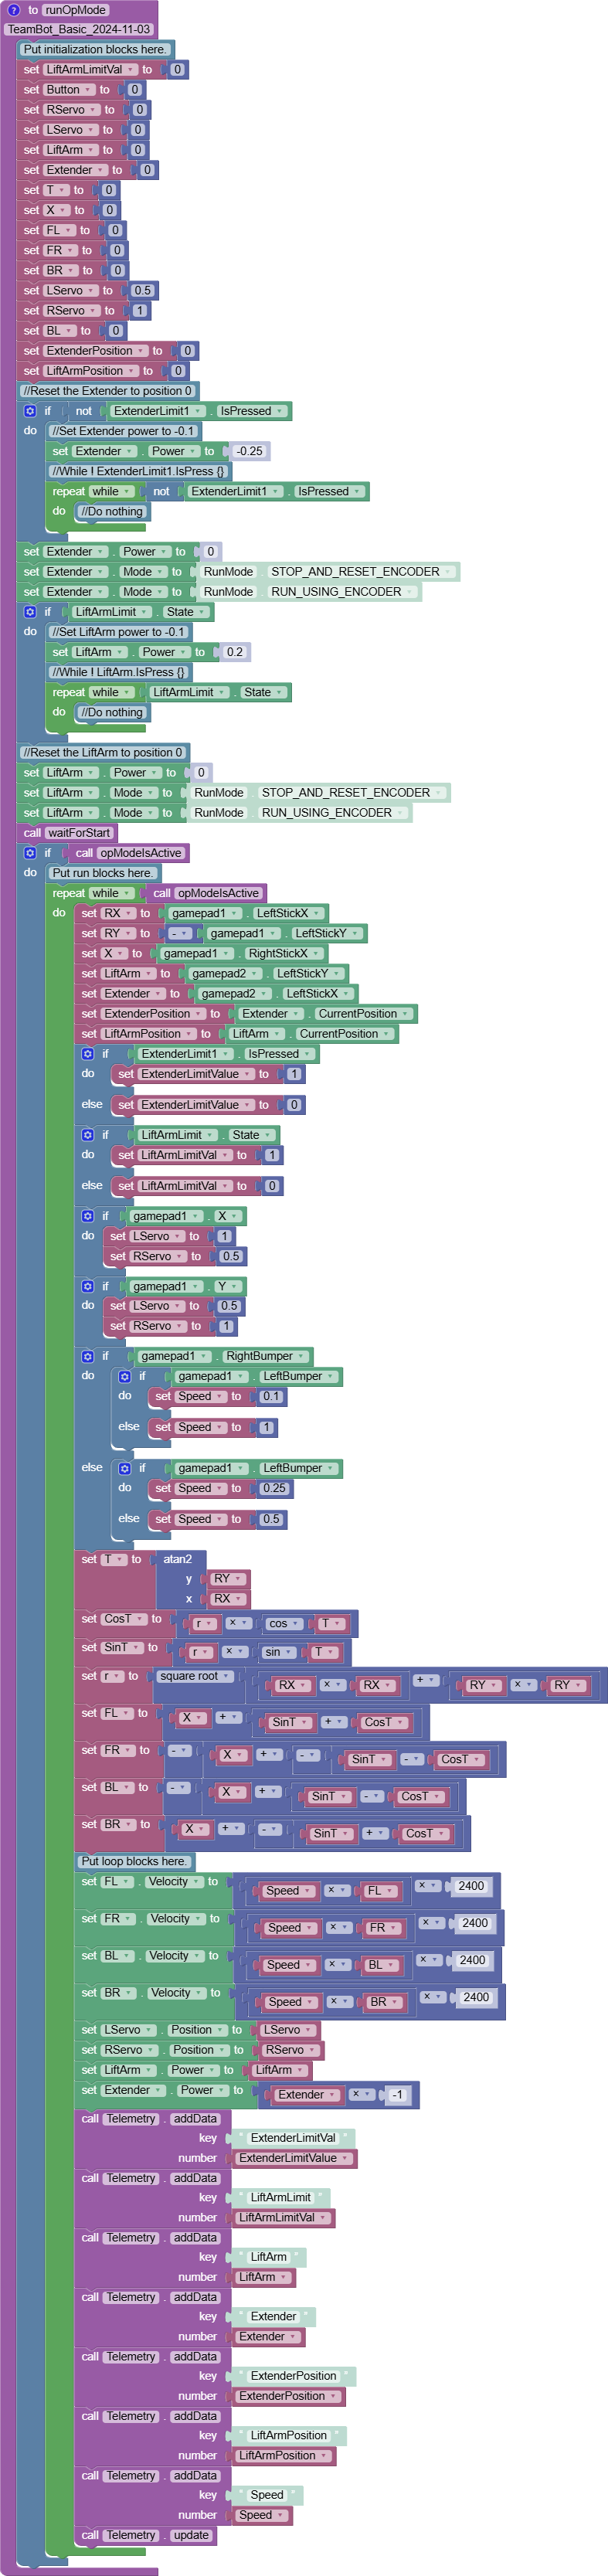 ? to runOpMode
TeamBot_Basic_2024-11-03
Put initialization blocks here.
set LiftArmLimitVal to 0
set Button to 0
set RServo to 0
set LServo to 0
set LiftArm to 0
set Extender to 0
set T to 0
set X to 0
set FL to 0
set FR to 0
set BR to 0
set LServo to 0.5
set RServo to 1
set BL to 0
set ExtenderPosition to 0
set LiftArmPosition to 0
//Reset the Extender to position 0
if not ExtenderLimit1 . IsPressed
do //Set Extender power to -0.1
set Extender . Power to -0.25
//While ! ExtenderLimit1.IsPress {}
repeat while not ExtenderLimit1 . IsPressed
do //Do nothing
set Extender . Power to 0
set Extender . Mode to RunMode . STOP_AND_RESET_ENCODER
set Extender . Mode to RunMode . RUN_USING_ENCODER
if LiftArmLimit . State
do //Set LiftArm power to -0.1
set LiftArm . Power to 0.2
//While ! LiftArm.IsPress {}
repeat while LiftArmLimit . State
do //Do nothing
//Reset the LiftArm to position 0
set LiftArm . Power to 0
set LiftArm . Mode to RunMode . STOP_AND_RESET_ENCODER
set LiftArm . Mode to RunMode . RUN_USING_ENCODER
call waitForStart
if call opModeIsActive
do Put run blocks here.
repeat while call opModeIsActive
do set RX to gamepad1 . LeftStickX
set RY to - gamepad1 . LeftStickY
set X to gamepad1 . RightStickX
set LiftArm to gamepad2 . LeftStickY
set Extender to gamepad2 . LeftStickX
set ExtenderPosition to Extender . CurrentPosition
set LiftArmPosition to LiftArm . CurrentPosition
if ExtenderLimit1 . IsPressed
do set ExtenderLimitValue to 1
else set ExtenderLimitValue to 0
if LiftArmLimit . State
do set LiftArmLimitVal to 1
else set LiftArmLimitVal to 0
if gamepad1 . X
do set LServo to 1
set RServo to 0.5
if gamepad1 . Y
do set LServo to 0.5
set RServo to 1
if gamepad1 . RightBumper
do if gamepad1 . LeftBumper
do set Speed to 0.1
else set Speed to 1
else if gamepad1 . LeftBumper
do set Speed to 0.25
else set Speed to 0.5
set T to atan2
y RY
x RX
set CosT to r × cos T
set SinT to r × sin T
set r to square root RX × RX + RY × RY
set FL to X + SinT + CosT
set FR to - X + - SinT - CosT
set BL to - X + SinT - CosT
set BR to X + - SinT + CosT
Put loop blocks here.
set FL . Velocity to Speed × FL × 2400
set FR . Velocity to Speed × FR × 2400
set BL . Velocity to Speed × BL × 2400
set BR . Velocity to Speed × BR × 2400
set LServo . Position to LServo
set RServo . Position to RServo
set LiftArm . Power to LiftArm
set Extender . Power to Extender × -1
call Telemetry . addData
key " ExtenderLimitVal "
number ExtenderLimitValue
call Telemetry . addData
key " LiftArmLimit "
number LiftArmLimitVal
call Telemetry . addData
key " LiftArm "
number LiftArm
call Telemetry . addData
key " Extender "
number Extender
call Telemetry . addData
key " ExtenderPosition "
number ExtenderPosition
call Telemetry . addData
key " LiftArmPosition "
number LiftArmPosition
call Telemetry . addData
key " Speed "
number Speed
call Telemetry . update